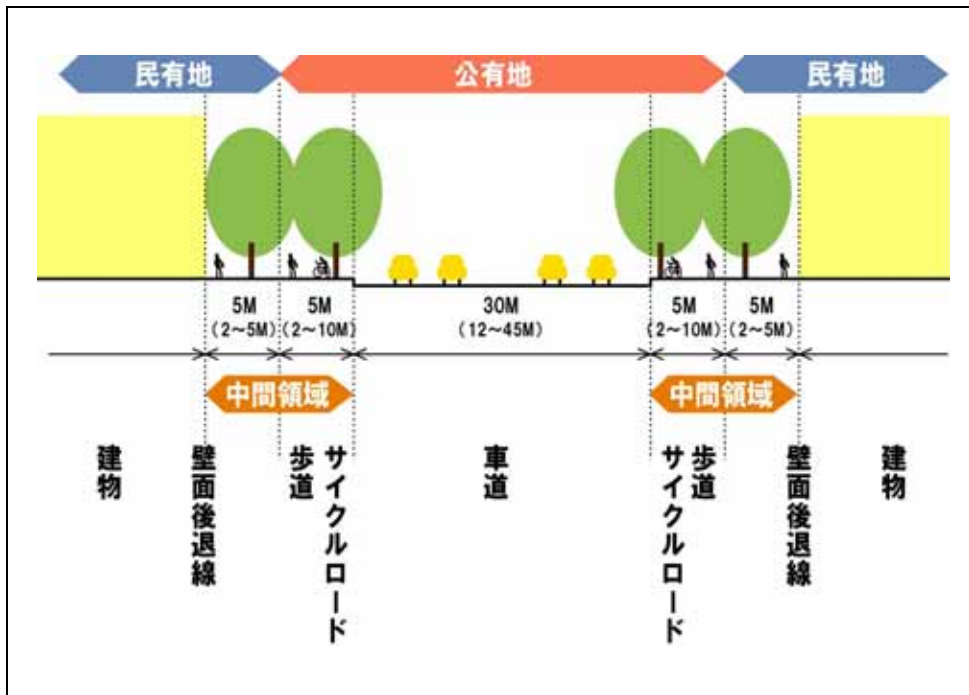 民有地
公有地
民有地
5M
(2～5M)
5M
(2～10M)
30M
(12～45M)
5M
(2～10M)
5M
(2～5M)
中間領域
中間領域
建物
壁面後退線
歩道
サイクルロード
車道
サイクルロード
歩道
壁面後退線
建物